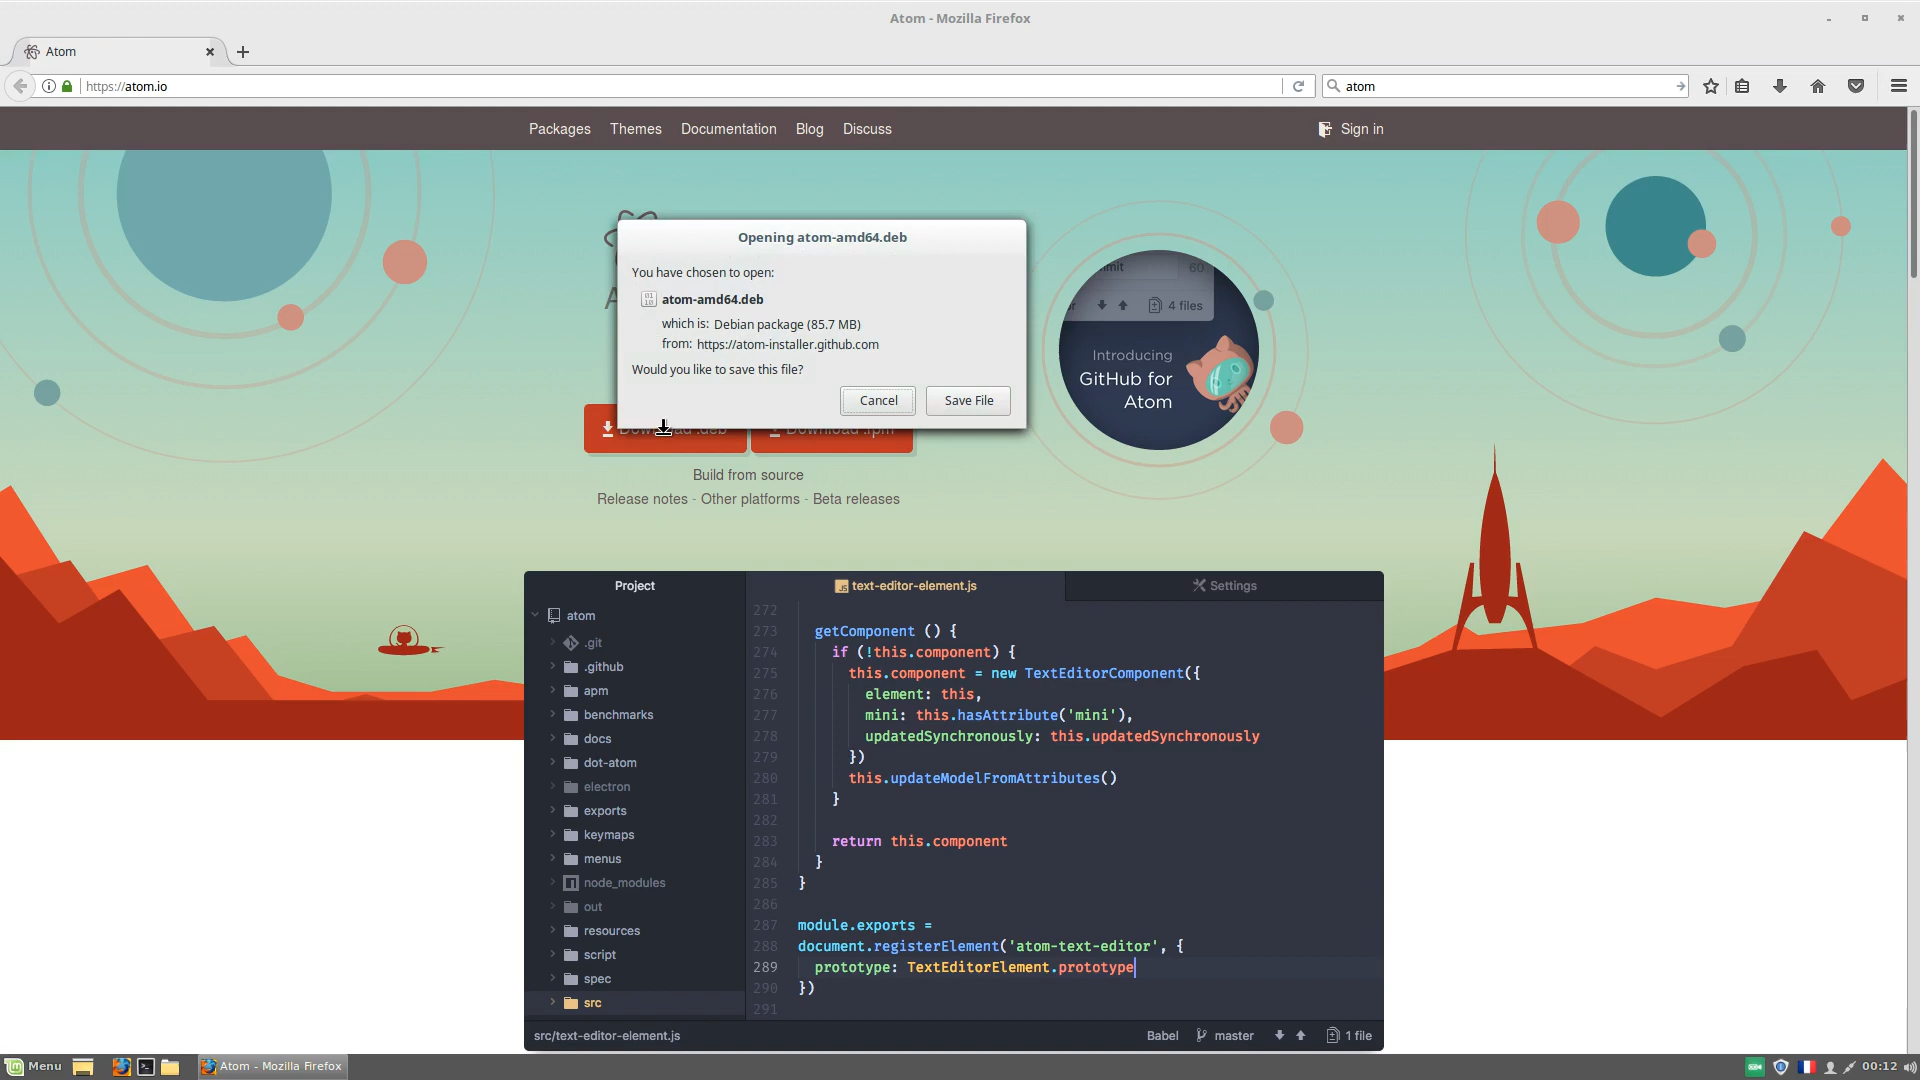 Atom - Mozilla Firefox
Atom
https://atom.io
atom
Packages Themes Documentation Blog Discuss
Sign in
Opening atom-amd64.deb
You have chosen to open:
atom-amd64.deb
which is: Debian package (85.7 MB)
from: https://atom-installer.github.com
Would you like to save this file?
Cancel Save File
60
4 files
Introducing
GitHub for
Atom
Build from source
Release notes - Other platforms - Beta releases
Project
atom
.git
.github
apm
benchmarks
docs
dot-atom
electron
exports
keymaps
menus
node_modules
out
resources
script
spec
src
text-editor-element.js
Settings
272
273 getComponent () {
274 if (!this.component) {
275 this.component = new TextEditorComponent({
276 element: this,
277 mini: this.hasAttribute('mini'),
278 updatedSynchronously: this.updatedSynchronously
279 })
280 this.updateModelFromAttributes()
281 }
282
283 return this.component
284 }
285 }
286
287 module.exports =
288 document.registerElement('atom-text-editor', {
289 prototype: TextEditorElement.prototype
290 })
291
src/text-editor-element.js
Babel master 1 file
Menu
Atom - Mozilla Firefox
00:12